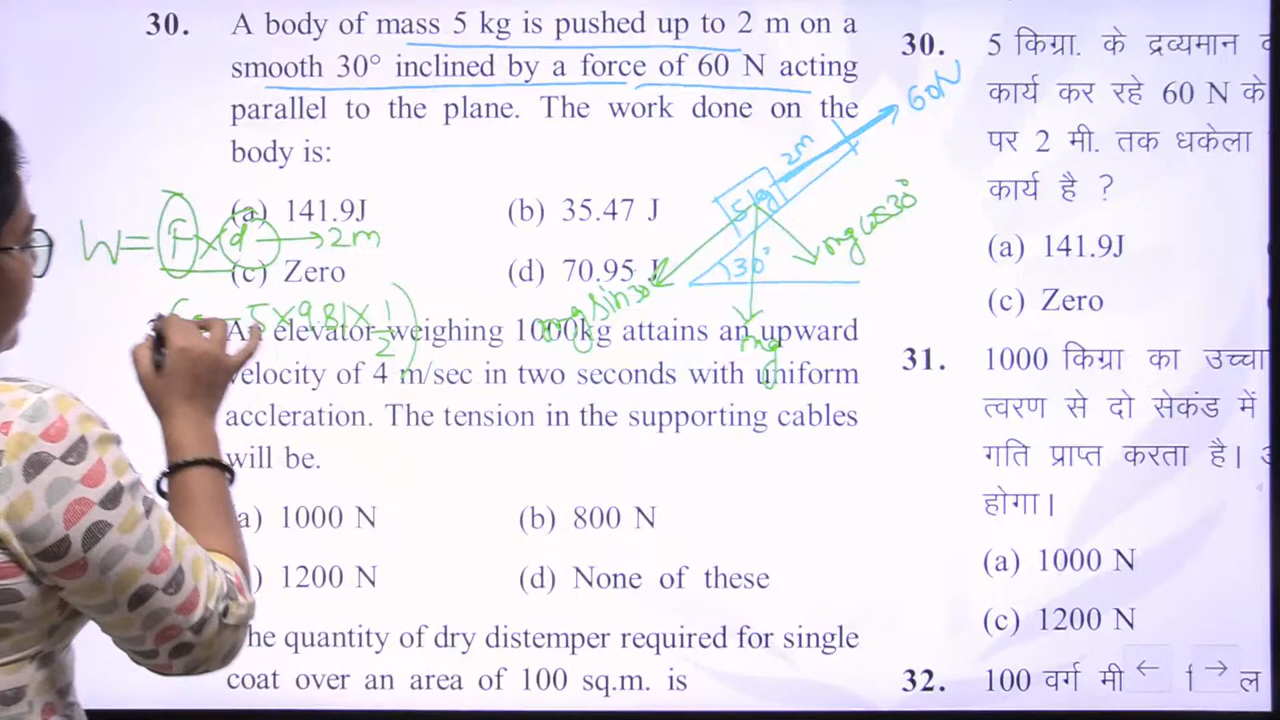 30. A body of mass 5 kg is pushed up to 2 m on a
smooth 30° inclined by a force of 60 N acting
parallel to the plane. The work done on the
body is:
(a) 141.9J (b) 35.47 J
(c) Zero (d) 70.95 J
W = F × d → 2m
5 × 9.81 × 1/2
60N
2m
5kg
30°
mg cos30°
mg sin30
mg
An elevator weighing 1000kg attains an upward
velocity of 4 m/sec in two seconds with uniform
accleration. The tension in the supporting cables
will be.
a) 1000 N (b) 800 N
) 1200 N (d) None of these
he quantity of dry distemper required for single
coat over an area of 100 sq.m. is
30. 5 किग्रा. के द्रव्यमान
कार्य कर रहे 60 N के
पर 2 मी. तक धकेला
कार्य है ?
(a) 141.9J
(c) Zero
31. 1000 किग्रा का उच्चा
त्वरण से दो सेकंड में
गति प्राप्त करता है।
होगा।
(a) 1000 N
(c) 1200 N
32. 100 वर्ग मी ← → ल